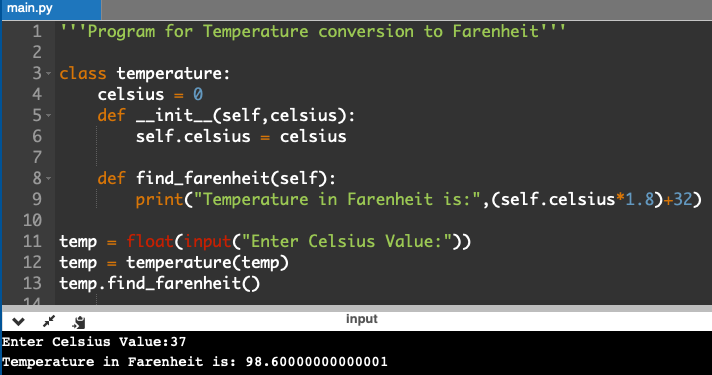 main.py
1 '''Program for Temperature conversion to Farenheit'''
2
3 class temperature:
4     celsius = 0
5     def __init__(self,celsius):
6         self.celsius = celsius
7
8     def find_farenheit(self):
9         print("Temperature in Farenheit is:",(self.celsius*1.8)+32)
10
11 temp = float(input("Enter Celsius Value:"))
12 temp = temperature(temp)
13 temp.find_farenheit()
14
input
Enter Celsius Value:37
Temperature in Farenheit is: 98.60000000000001